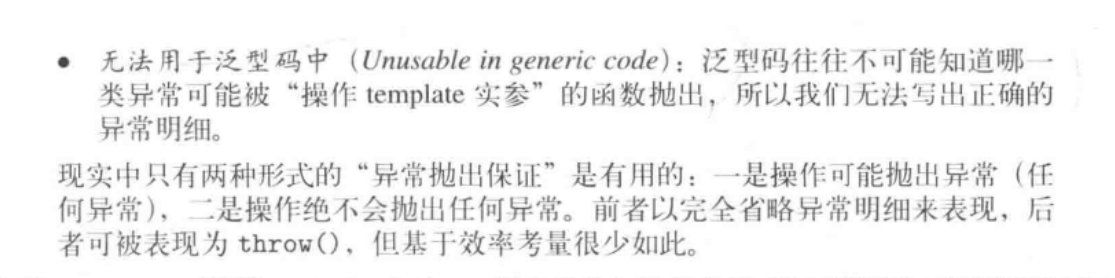 • 无法用于泛型码中（Unusable in generic code）：泛型码往往不可能知道哪一
类异常可能被“操作 template 实参”的函数抛出，所以我们无法写出正确的
异常明细。
现实中只有两种形式的“异常抛出保证”是有用的：一是操作可能抛出异常（任
何异常），二是操作绝不会抛出任何异常。前者以完全省略异常明细来表现，后
者可被表现为 throw()，但基于效率考量很少如此。